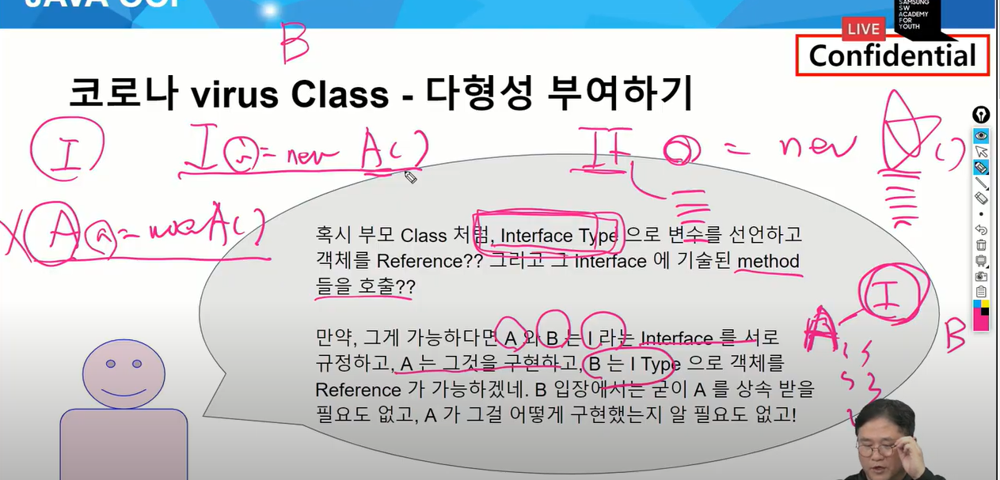 JAVA
SAMSUNG
SW
ACADEMY
FOR
YOUTH
LIVE
Confidential
B
코로나 virus Class - 다형성 부여하기
I
I a = new A()
IF a = new A()
X A a = new A()
혹시 부모 Class 처럼, Interface Type 으로 변수를 선언하고
객체를 Reference?? 그리고 그 Interface 에 기술된 method
들을 호출??
I
A
B
만약, 그게 가능하다면 A 와 B 는 I 라는 Interface 를 서로
규정하고, A 는 그것을 구현하고, B 는 I Type 으로 객체를
Reference 가 가능하겠네. B 입장에서는 굳이 A 를 상속 받을
필요도 없고, A 가 그걸 어떻게 구현했는지 알 필요도 없고!